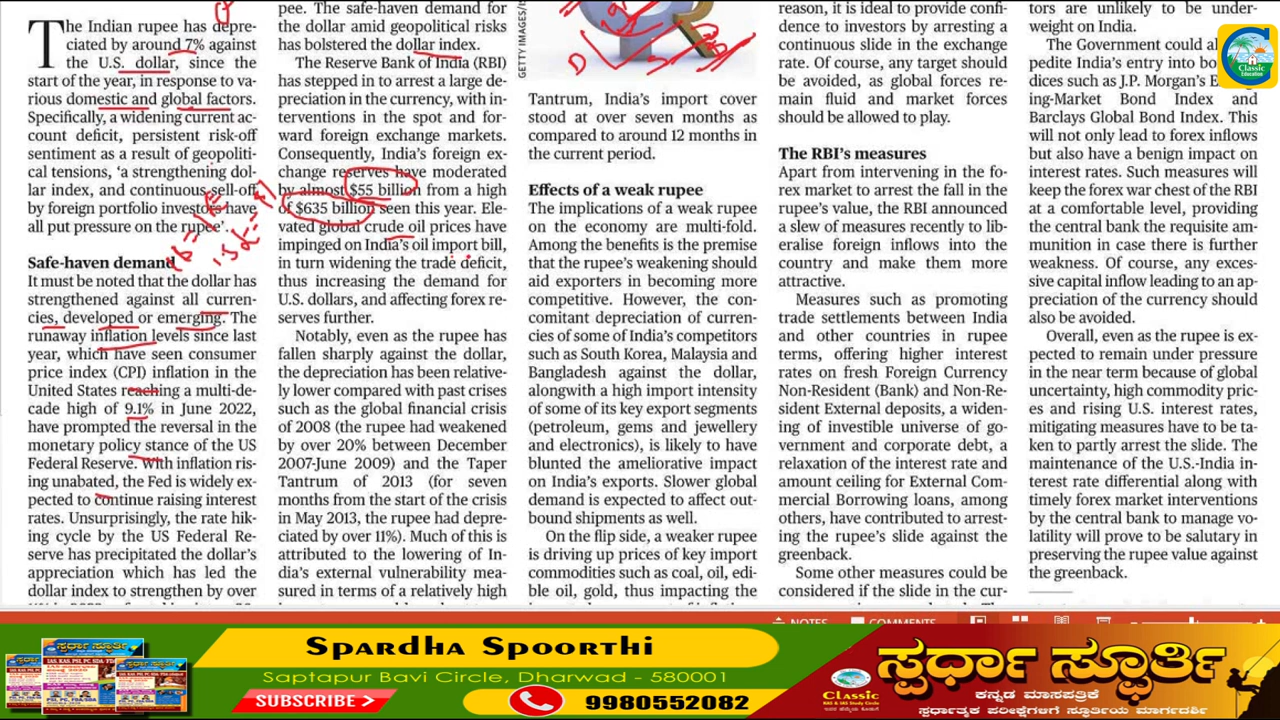 The Indian rupee has depre-
ciated by around 7% against
the U.S. dollar, since the
start of the year, in response to va-
rious domestic and global factors.
Specifically, a widening current ac-
count deficit, persistent risk-off
sentiment as a result of geopoliti-
cal tensions, ‘a strengthening dol-
lar index, and continuous sell-off
by foreign portfolio investors have
all put pressure on the rupee’.
Safe-haven demand
It must be noted that the dollar has
strengthened against all curren-
cies, developed or emerging. The
runaway inflation levels since last
year, which have seen consumer
price index (CPI) inflation in the
United States reaching a multi-de-
cade high of 9.1% in June 2022,
have prompted the reversal in the
monetary policy stance of the US
Federal Reserve. With inflation ris-
ing unabated, the Fed is widely ex-
pected to continue raising interest
rates. Unsurprisingly, the rate hik-
ing cycle by the US Federal Re-
serve has precipitated the dollar’s
appreciation which has led the
dollar index to strengthen by over
pee. The safe-haven demand for
the dollar amid geopolitical risks
has bolstered the dollar index.
The Reserve Bank of India (RBI)
has stepped in to arrest a large de-
preciation in the currency, with in-
terventions in the spot and for-
ward foreign exchange markets.
Consequently, India’s foreign ex-
change reserves have moderated
by almost $55 billion from a high
of $635 billion seen this year. Ele-
vated global crude oil prices have
impinged on India’s oil import bill,
in turn widening the trade deficit,
thus increasing the demand for
U.S. dollars, and affecting forex re-
serves further.
Notably, even as the rupee has
fallen sharply against the dollar,
the depreciation has been relative-
ly lower compared with past crises
such as the global financial crisis
of 2008 (the rupee had weakened
by over 20% between December
2007-June 2009) and the Taper
Tantrum of 2013 (for seven
months from the start of the crisis
in May 2013, the rupee had depre-
ciated by over 11%). Much of this is
attributed to the lowering of In-
dia’s external vulnerability mea-
sured in terms of a relatively high
GETTY IMAGES/IS
Tantrum, India’s import cover
stood at over seven months as
compared to around 12 months in
the current period.
Effects of a weak rupee
The implications of a weak rupee
on the economy are multi-fold.
Among the benefits is the premise
that the rupee’s weakening should
aid exporters in becoming more
competitive. However, the con-
comitant depreciation of curren-
cies of some of India’s competitors
such as South Korea, Malaysia and
Bangladesh against the dollar,
alongwith a high import intensity
of some of its key export segments
(petroleum, gems and jewellery
and electronics), is likely to have
blunted the ameliorative impact
on India’s exports. Slower global
demand is expected to affect out-
bound shipments as well.
On the flip side, a weaker rupee
is driving up prices of key import
commodities such as coal, oil, edi-
ble oil, gold, thus impacting the
reason, it is ideal to provide confi-
dence to investors by arresting a
continuous slide in the exchange
rate. Of course, any target should
be avoided, as global forces re-
main fluid and market forces
should be allowed to play.
The RBI’s measures
Apart from intervening in the fo-
rex market to arrest the fall in the
rupee’s value, the RBI announced
a slew of measures recently to lib-
eralise foreign inflows into the
country and make them more
attractive.
Measures such as promoting
trade settlements between India
and other countries in rupee
terms, offering higher interest
rates on fresh Foreign Currency
Non-Resident (Bank) and Non-Re-
sident External deposits, a widen-
ing of investible universe of go-
vernment and corporate debt, a
relaxation of the interest rate and
amount ceiling for External Com-
mercial Borrowing loans, among
others, have contributed to arrest-
ing the rupee’s slide against the
greenback.
Some other measures could be
considered if the slide in the cur-
tors are unlikely to be under-
weight on India.
The Government could al
pedite India’s entry into bo
dices such as J.P. Morgan’s E
ing-Market Bond Index and
Barclays Global Bond Index. This
will not only lead to forex inflows
but also have a benign impact on
interest rates. Such measures will
keep the forex war chest of the RBI
at a comfortable level, providing
the central bank the requisite am-
munition in case there is further
weakness. Of course, any exces-
sive capital inflow leading to an ap-
preciation of the currency should
also be avoided.
Overall, even as the rupee is ex-
pected to remain under pressure
in the near term because of global
uncertainty, high commodity pric-
es and rising U.S. interest rates,
mitigating measures have to be ta-
ken to partly arrest the slide. The
maintenance of the U.S.-India in-
terest rate differential along with
timely forex market interventions
by the central bank to manage vo-
latility will prove to be salutary in
preserving the rupee value against
the greenback.
Classic
Education
NOTES COMMENTS
SPARDHA SPOORTHI
Saptapur Bavi Circle, Dharwad - 580001
SUBSCRIBE
9980552082
Classic
KAS & IAS Study Circle
ಸ್ಪರ್ಧಾ ಸ್ಫೂರ್ತಿ
ಕನ್ನಡ ಮಾಸಪತ್ರಿಕೆ
ಸ್ಪರ್ಧಾತ್ಮಕ ಪರೀಕ್ಷೆಗಳಿಗೆ ಸ್ಫೂರ್ತಿಯ ಮಾರ್ಗದರ್ಶಿ